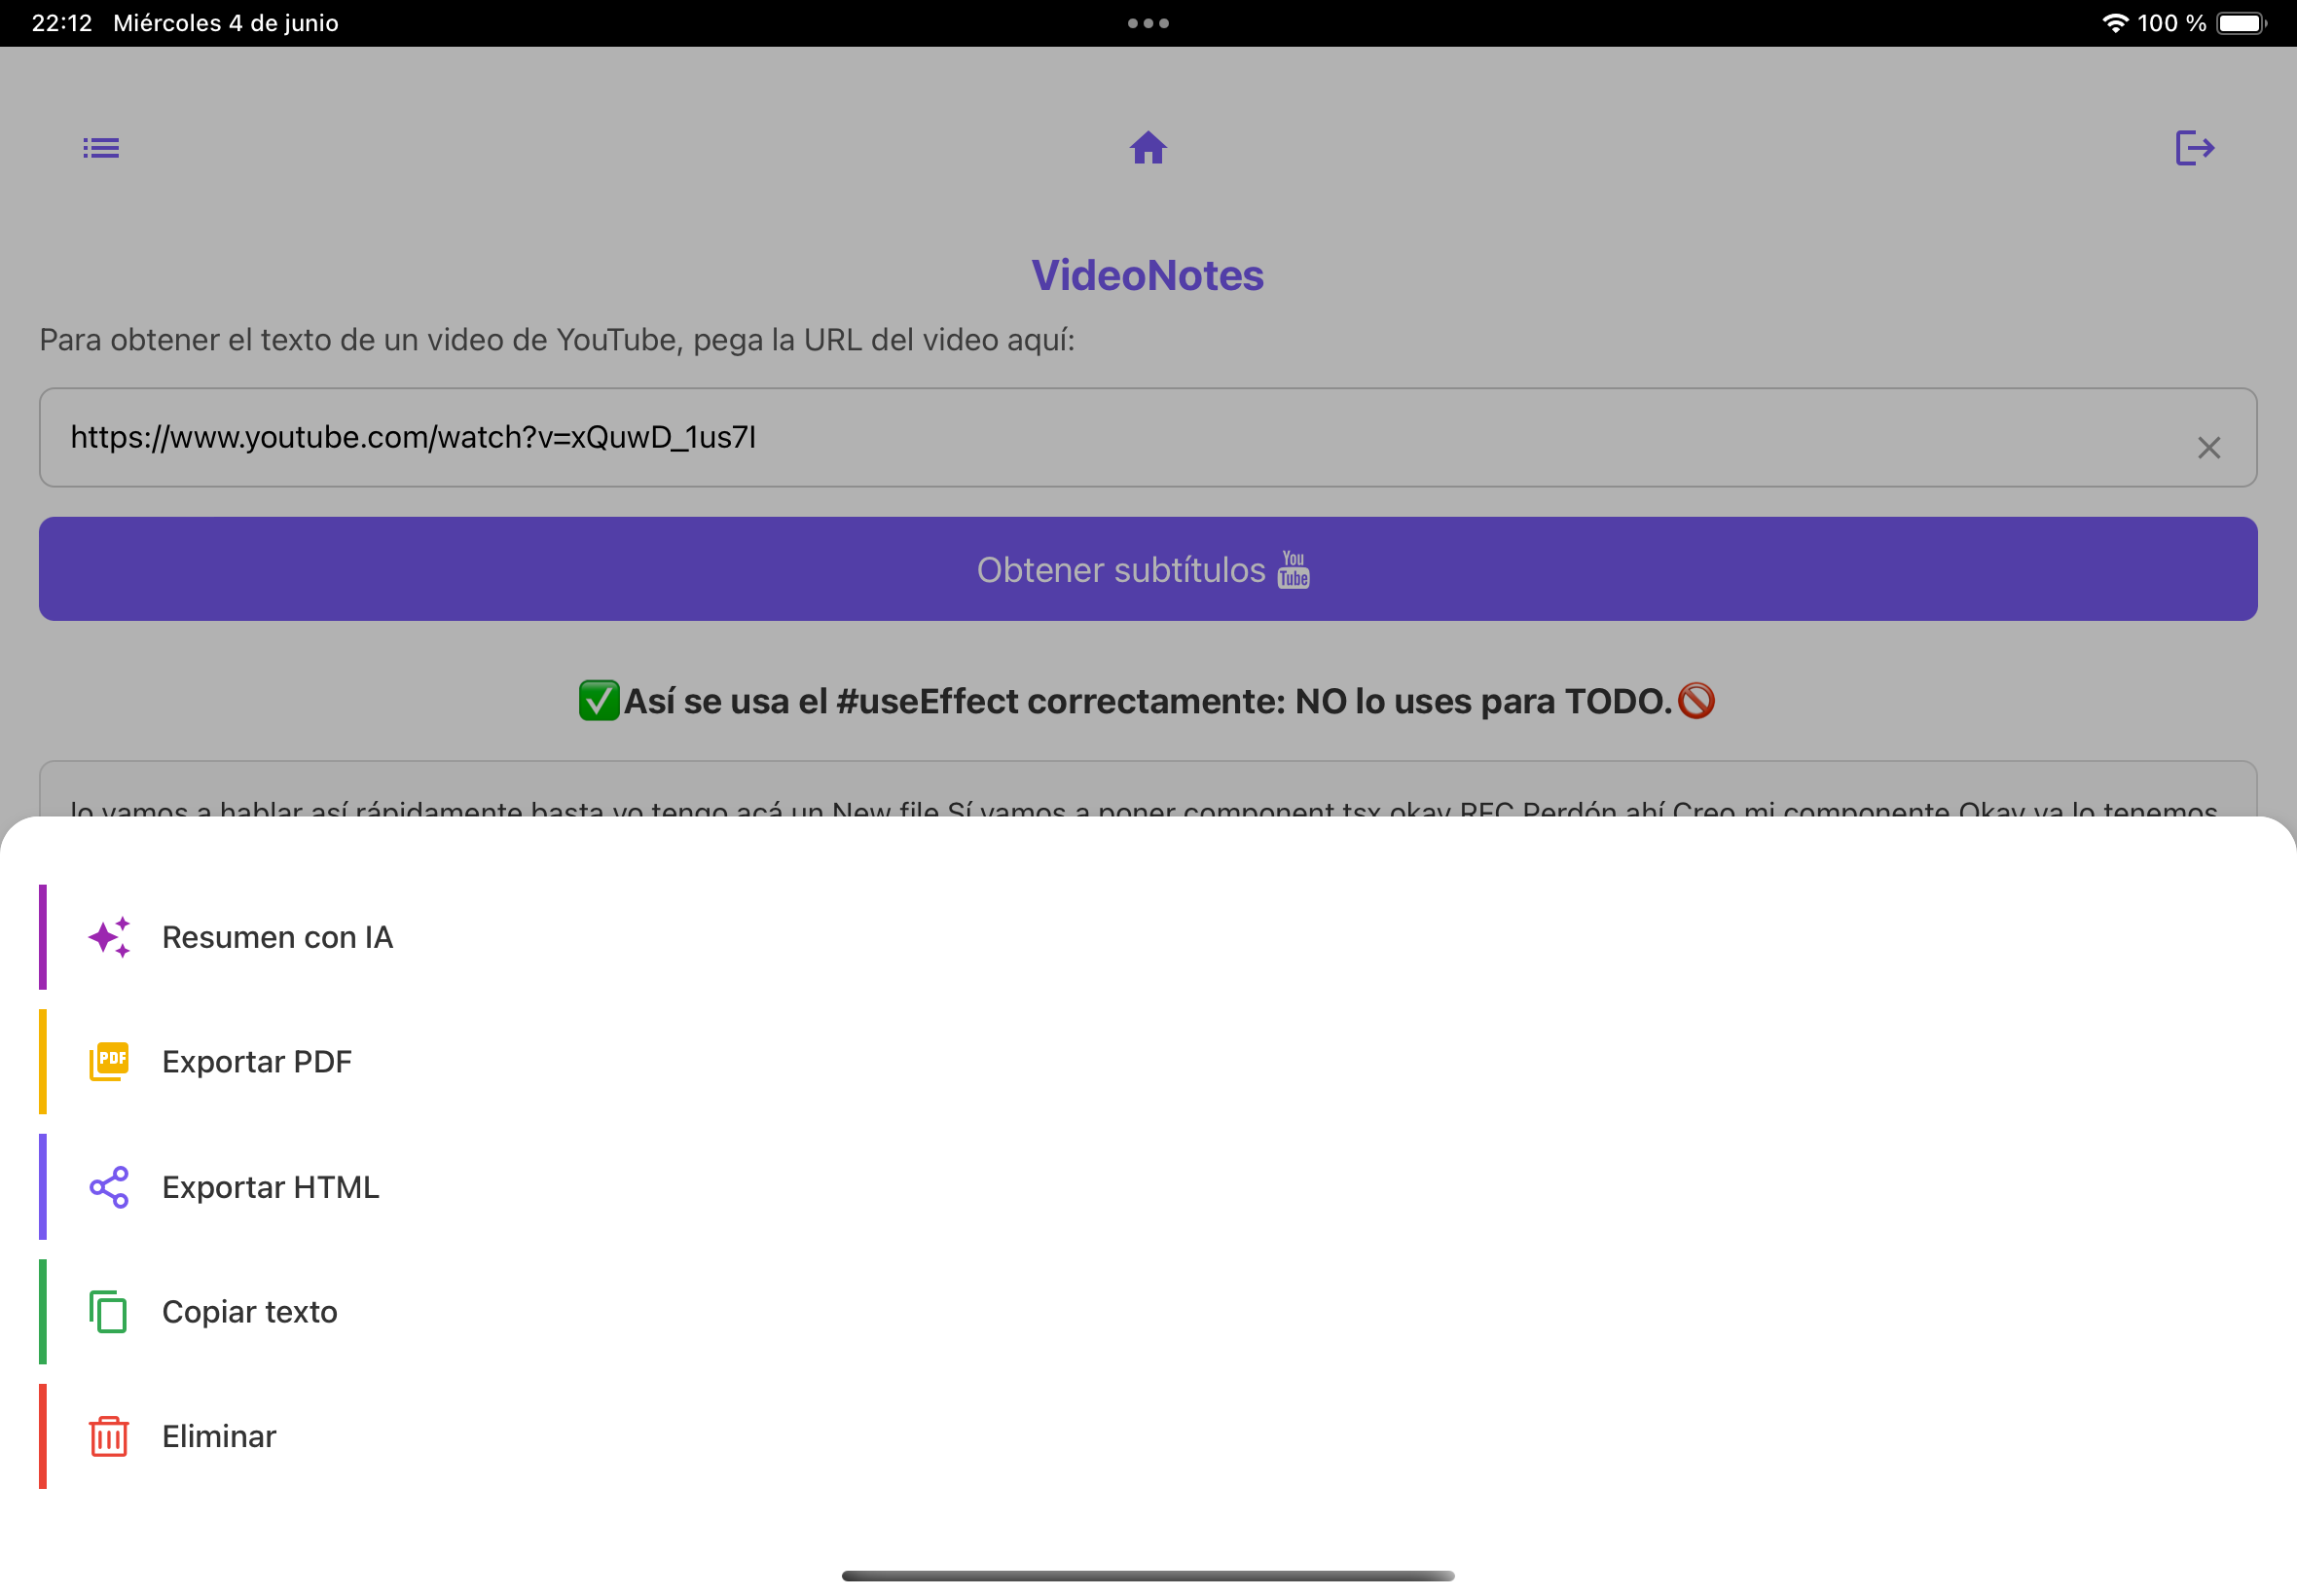 22:12 Miércoles 4 de junio
100 %
VideoNotes
Para obtener el texto de un video de YouTube, pega la URL del video aquí:
https://www.youtube.com/watch?v=xQuwD_1us7I
Obtener subtítulos You Tube
✅Así se usa el #useEffect correctamente: NO lo uses para TODO.🚫
lo vamos a hablar así rápidamente basta yo tengo acá un New file Sí vamos a poner component tsx okay RFC Perdón ahí Creo mi componente Okay ya lo tenemos
Resumen con IA
PDF Exportar PDF
Exportar HTML
Copiar texto
Eliminar